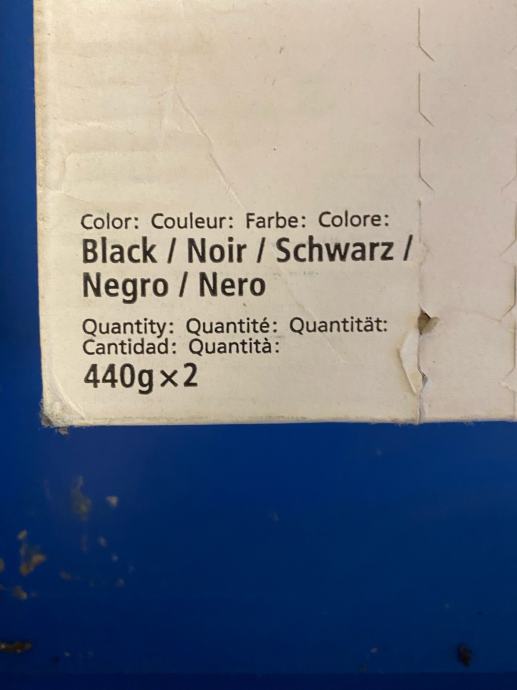 Color: Couleur: Farbe: Colore:
Black / Noir / Schwarz /
Negro / Nero
Quantity: Quantité: Quantität:
Cantidad: Quantità:
440g×2